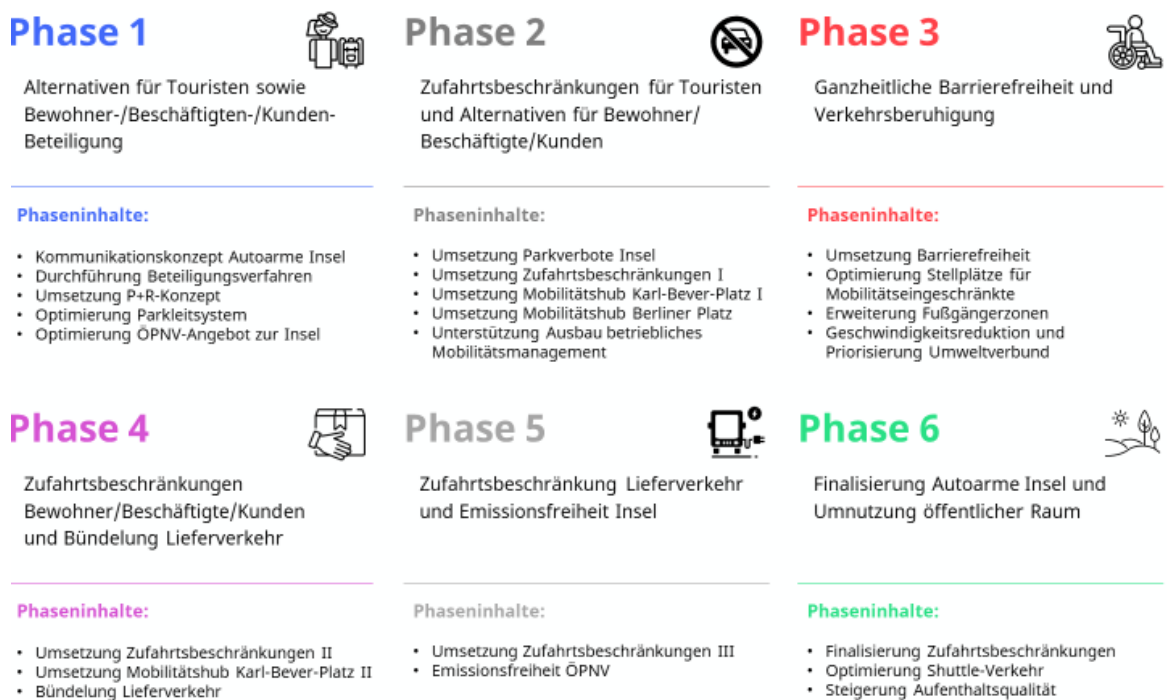 Phase 1
Alternativen für Touristen sowie
Bewohner-/Beschäftigten-/Kunden-
Beteiligung
Phaseninhalte:
• Kommunikationskonzept Autoarme Insel
• Durchführung Beteiligungsverfahren
• Umsetzung P+R-Konzept
• Optimierung Parkleitsystem
• Optimierung ÖPNV-Angebot zur Insel
Phase 2
Zufahrtsbeschränkungen für Touristen
und Alternativen für Bewohner/
Beschäftigte/Kunden
Phaseninhalte:
• Umsetzung Parkverbote Insel
• Umsetzung Zufahrtsbeschränkungen I
• Umsetzung Mobilitätshub Karl-Bever-Platz I
• Umsetzung Mobilitätshub Berliner Platz
• Unterstützung Ausbau betriebliches
Mobilitätsmanagement
Phase 3
Ganzheitliche Barrierefreiheit und
Verkehrsberuhigung
Phaseninhalte:
• Umsetzung Barrierefreiheit
• Optimierung Stellplätze für
Mobilitätseingeschränkte
• Erweiterung Fußgängerzonen
• Geschwindigkeitsreduktion und
Priorisierung Umweltverbund
Phase 4
Zufahrtsbeschränkungen
Bewohner/Beschäftigte/Kunden
und Bündelung Lieferverkehr
Phaseninhalte:
• Umsetzung Zufahrtsbeschränkungen II
• Umsetzung Mobilitätshub Karl-Bever-Platz II
• Bündelung Lieferverkehr
Phase 5
Zufahrtsbeschränkung Lieferverkehr
und Emissionsfreiheit Insel
Phaseninhalte:
• Umsetzung Zufahrtsbeschränkungen III
• Emissionsfreiheit ÖPNV
Phase 6
Finalisierung Autoarme Insel und
Umnutzung öffentlicher Raum
Phaseninhalte:
• Finalisierung Zufahrtsbeschränkungen
• Optimierung Shuttle-Verkehr
• Steigerung Aufenthaltsqualität